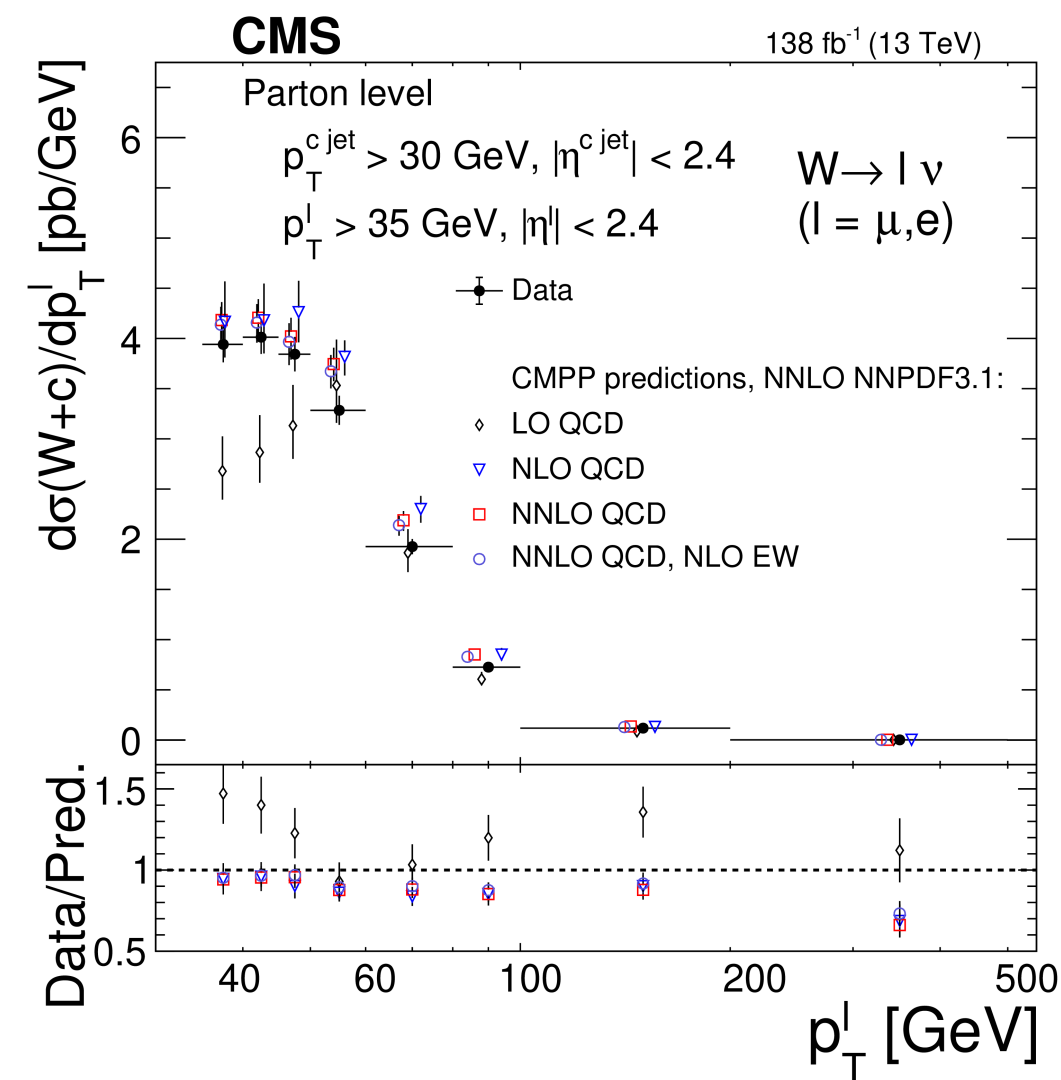 CMS
138 fb⁻¹ (13 TeV)
Parton level
p_T^{c jet} > 30 GeV, |η^{c jet}| < 2.4
p_T^l > 35 GeV, |η^l| < 2.4
W→ l ν
(l = μ,e)
Data
CMPP predictions, NNLO NNPDF3.1:
LO QCD
NLO QCD
NNLO QCD
NNLO QCD, NLO EW
dσ(W+c)/dp_T^l [pb/GeV]
6
4
2
0
Data/Pred.
1.5
1
0.5
40
60
100
200
500
p_T^l [GeV]